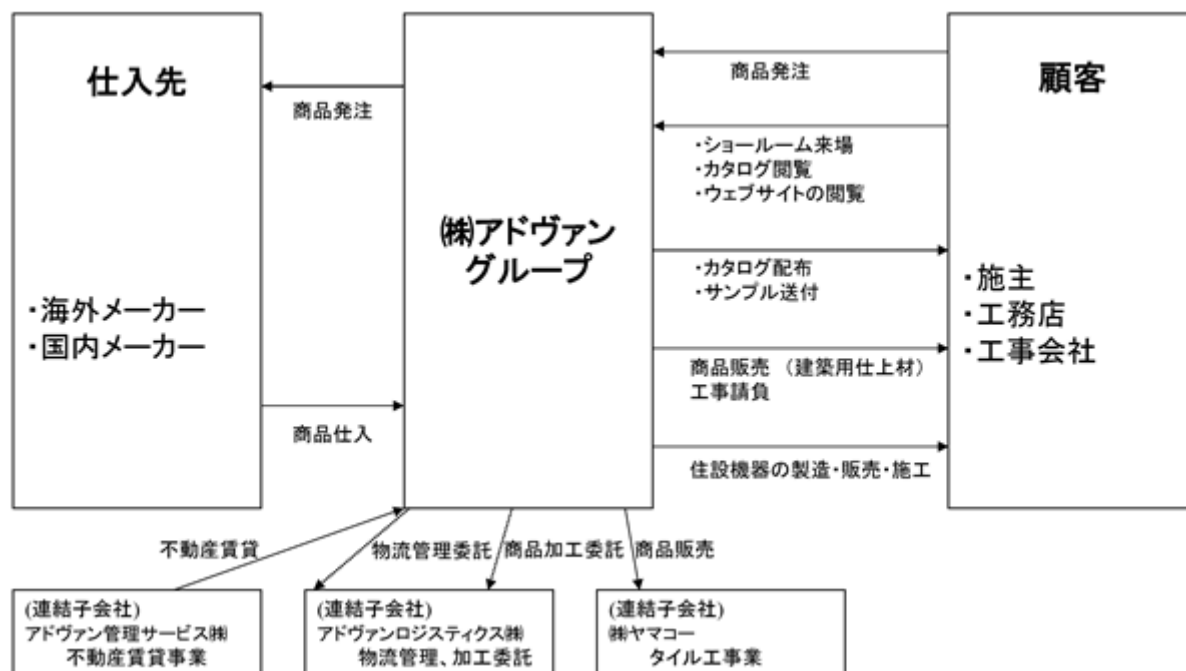 仕入先
・海外メーカー
・国内メーカー
商品発注
商品仕入
㈱アドヴァン
グループ
商品発注
・ショールーム来場
・カタログ閲覧
・ウェブサイトの閲覧
・カタログ配布
・サンプル送付
商品販売 （建築用仕上材）
工事請負
住設機器の製造・販売・施工
顧客
・施主
・工務店
・工事会社
不動産賃貸
物流管理委託
商品加工委託
商品販売
(連結子会社)
アドヴァン管理サービス㈱
不動産賃貸事業
(連結子会社)
アドヴァンロジスティクス㈱
物流管理、加工委託
(連結子会社)
㈱ヤマコー
タイル工事業